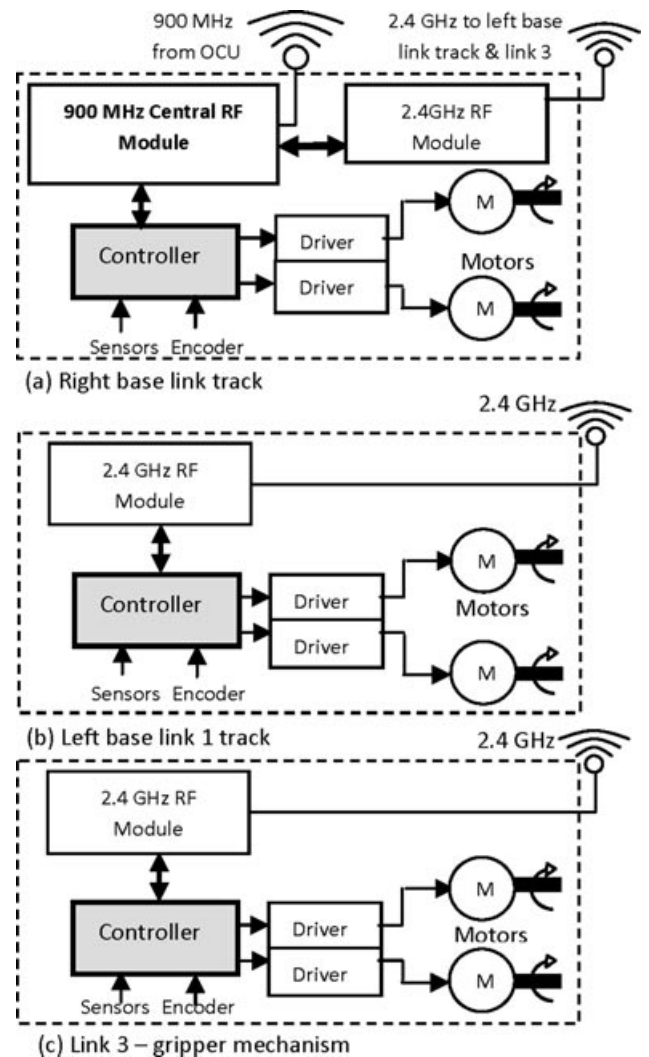 900 MHz
from OCU
2.4 GHz to left base
link track & link 3
900 MHz Central RF
Module
2.4GHz RF
Module
M
Controller
Driver
Motors
Driver
M
Sensors Encoder
(a) Right base link track
2.4 GHz
2.4 GHz RF
Module
M
Controller
Driver
Motors
Driver
M
Sensors Encoder
(b) Left base link 1 track
2.4 GHz
2.4 GHz RF
Module
M
Controller
Driver
Motors
Driver
M
Sensors Encoder
(c) Link 3 – gripper mechanism